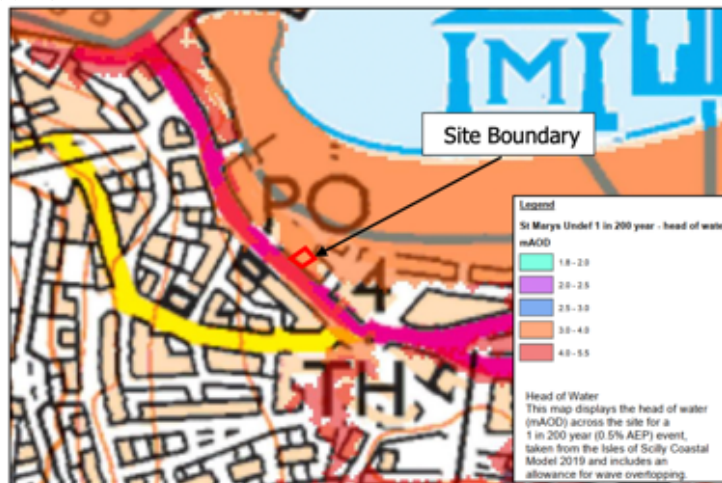 Site Boundary
PO
4
TH
Legend
St Marys Undef 1 in 200 year - head of water
mAOD
1.8 - 2.0
2.0 - 2.5
2.5 - 3.0
3.0 - 4.0
4.0 - 5.5
Head of Water
This map displays the head of water
(mAOD) across the site for a
1 in 200 year (0.5% AEP) event,
taken from the Isles of Scilly Coastal
Model 2019 and includes an
allowance for wave overtopping.